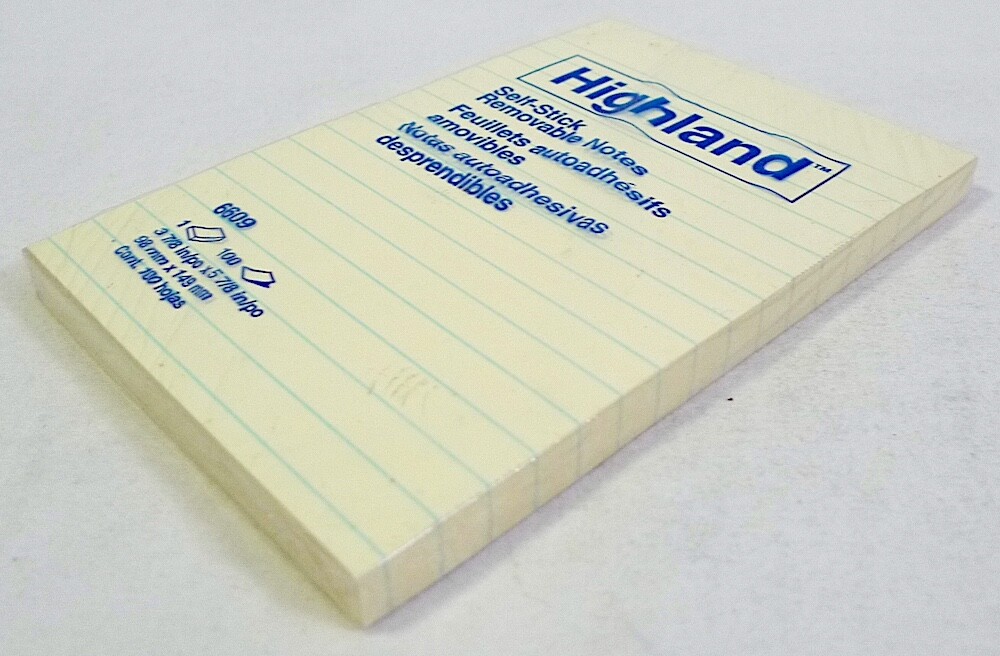 Highland™
Self-Stick
Removable Notes
Feuillets autoadhésifs
amovibles
Notas autoadhesivas
desprendibles
6609
1 100
3 7/8 in/po x 5 7/8 in/po
98 mm x 149 mm
Cont. 100 hojas